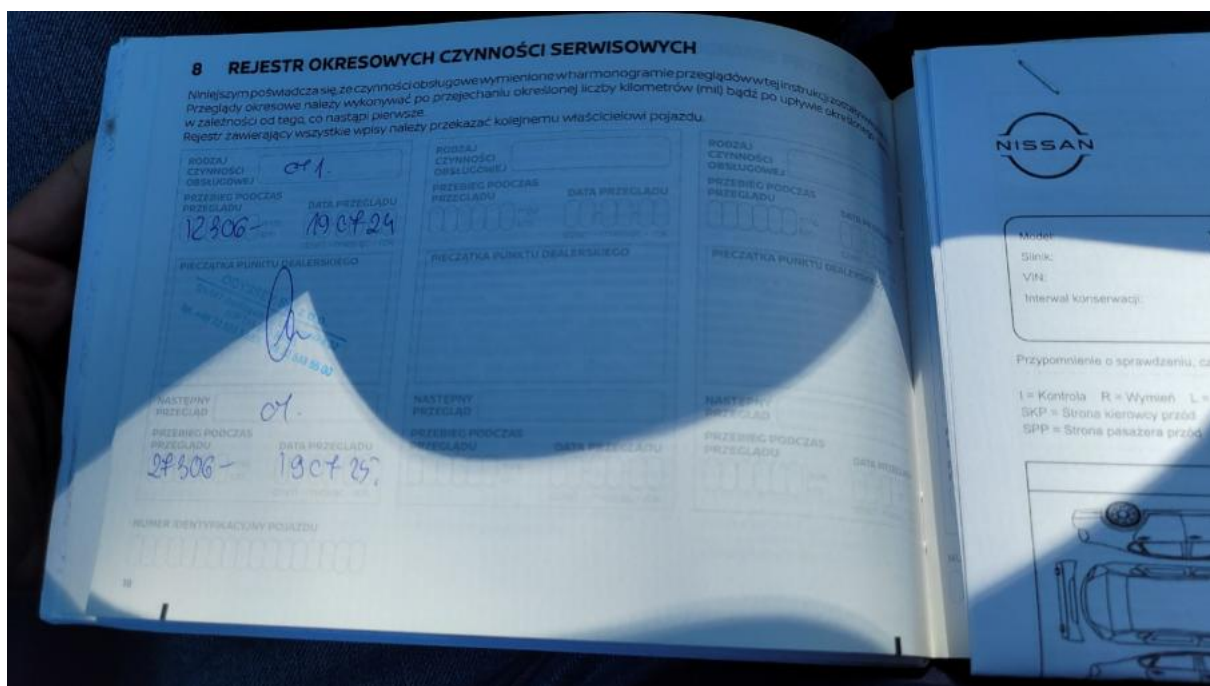 8 REJESTR OKRESOWYCH CZYNNOŚCI SERWISOWYCH
Niniejszym poświadcza się, że czynności obsługowe wymienione w harmonogramie przeglądów w tej instrukcji zostały
Przeglądy okresowe należy wykonywać po przejechaniu określonej liczby kilometrów (mil) bądź po upływie określonego
w zależności od tego, co nastąpi pierwsze.
Rejestr zawierający wszystkie wpisy należy przekazać kolejnemu właścicielowi pojazdu.
RODZAJ
CZYNNOŚCI
OBSŁUGOWEJ
PRZEBIEG PODCZAS
PRZEGLĄDU
DATA PRZEGLĄDU
12306-
19 07 24
PIECZĄTKA PUNKTU DEALERSKIEGO
NASTĘPNY
PRZEGLĄD
PRZEBIEG PODCZAS
PRZEGLĄDU
DATA PRZEGLĄDU
27306-
19 07 25
RODZAJ
CZYNNOŚCI
OBSŁUGOWEJ
PRZEBIEG PODCZAS
PRZEGLĄDU
DATA PRZEGLĄDU
PIECZĄTKA PUNKTU DEALERSKIEGO
NASTĘPNY
PRZEGLĄD
PRZEBIEG PODCZAS
PRZEGLĄDU
DATA PRZEGLĄDU
RODZAJ
CZYNNOŚCI
OBSŁUGOWEJ
PRZEBIEG PODCZAS
PRZEGLĄDU
PIECZĄTKA PUNKTU DEALERSKIEGO
NASTĘPNY
PRZEGLĄD
PRZEBIEG PODCZAS
PRZEGLĄDU
NUMER IDENTYFIKACYJNY POJAZDU
18
NISSAN
Model:
Silnik:
VIN:
Interwał konserwacji:
Przypomnienie o sprawdzaniu,
I = Kontrola R = Wymień L =
SKP = Strona kierowcy przód
SPP = Strona pasażera przód